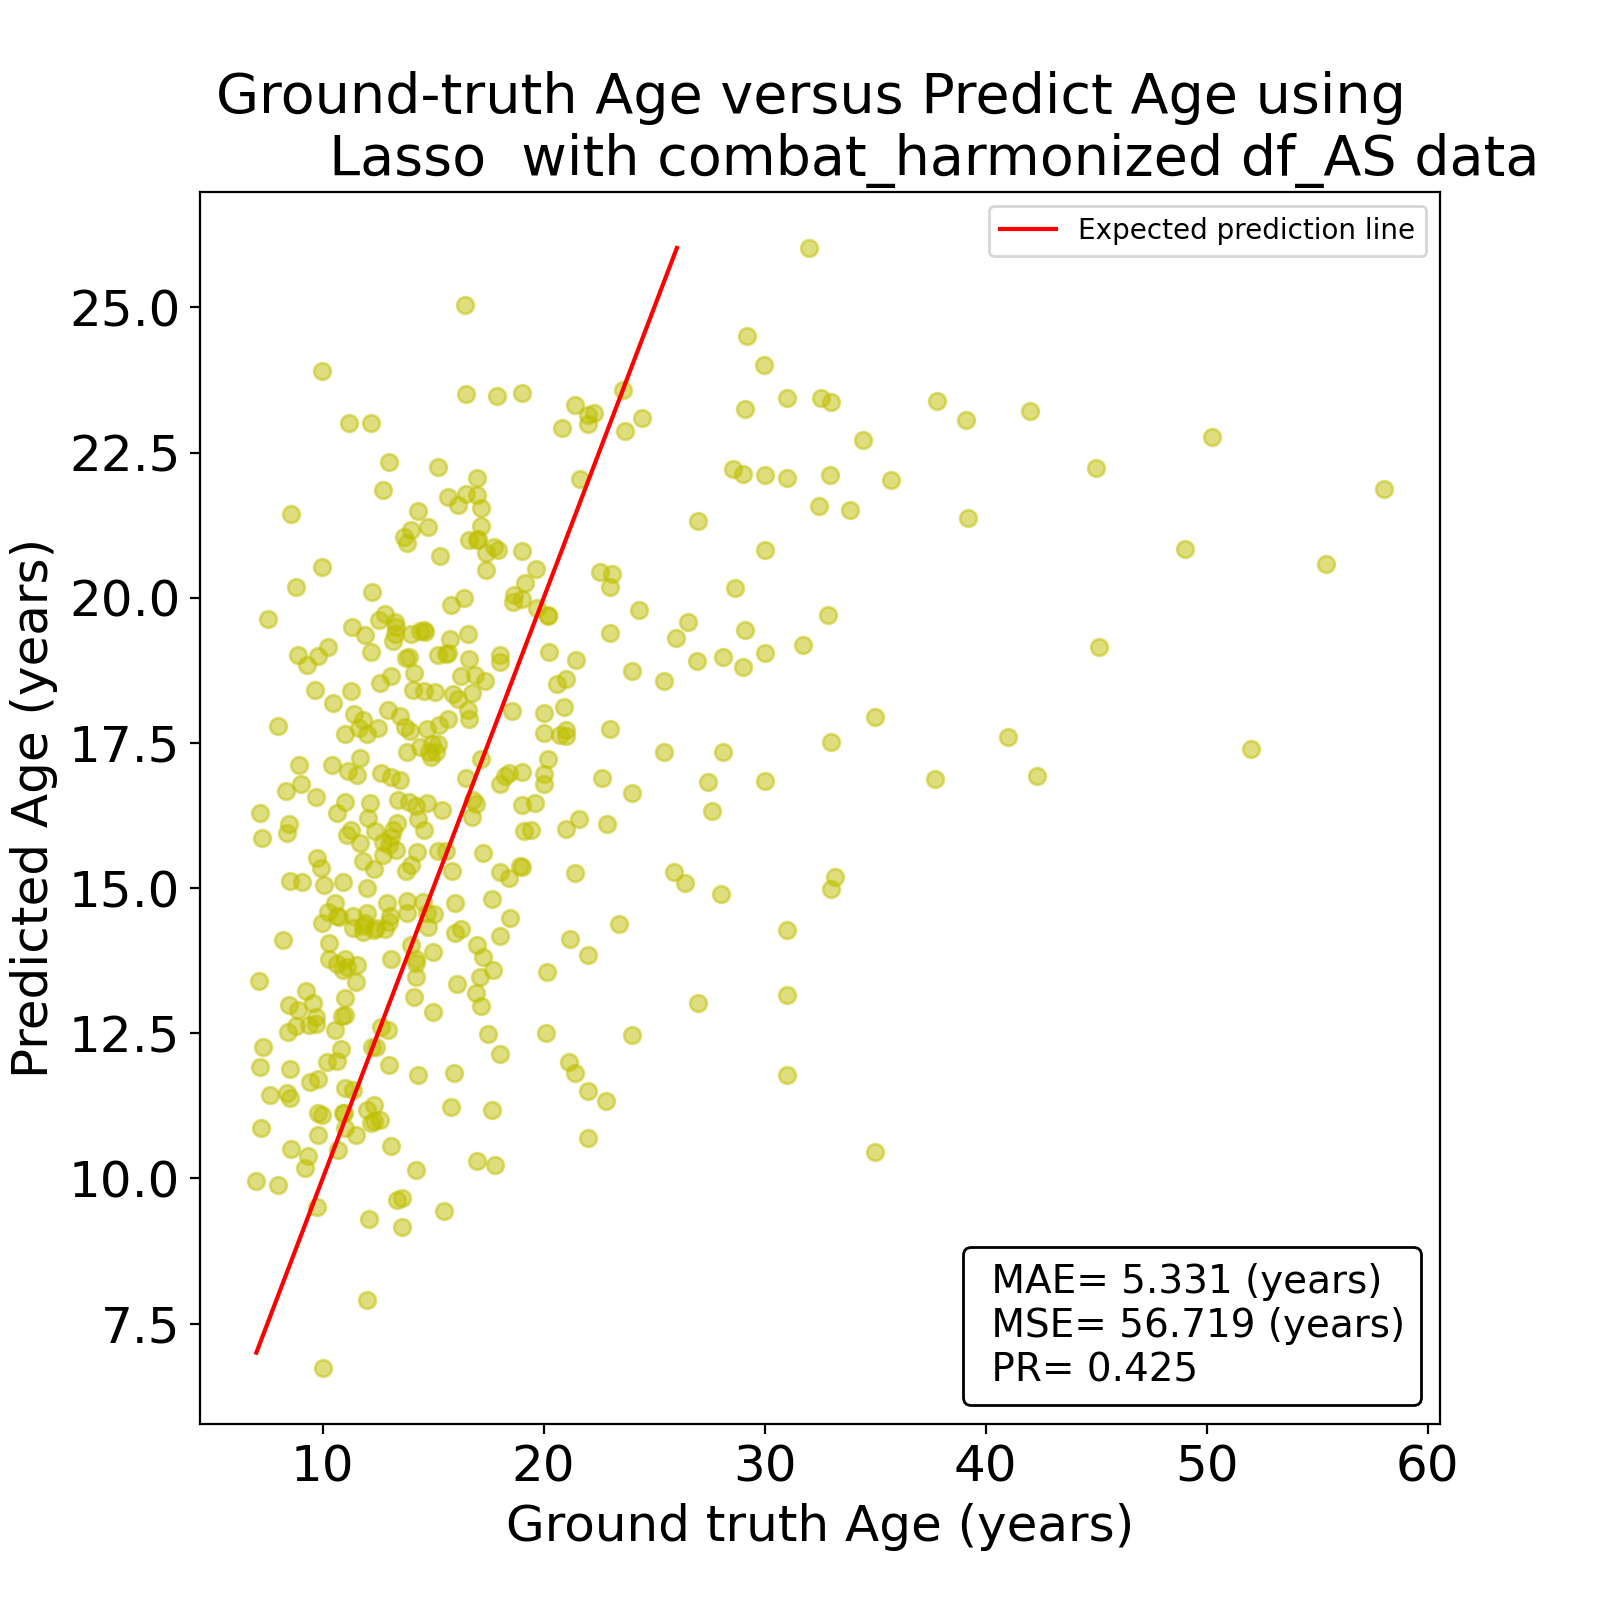 Ground-truth Age versus Predict Age using
Lasso  with combat_harmonized df_AS data
Expected prediction line
25.0
22.5
20.0
17.5
15.0
12.5
10.0
7.5
Predicted Age (years)
MAE= 5.331 (years)
MSE= 56.719 (years)
PR= 0.425
10 20 30 40 50 60
Ground truth Age (years)